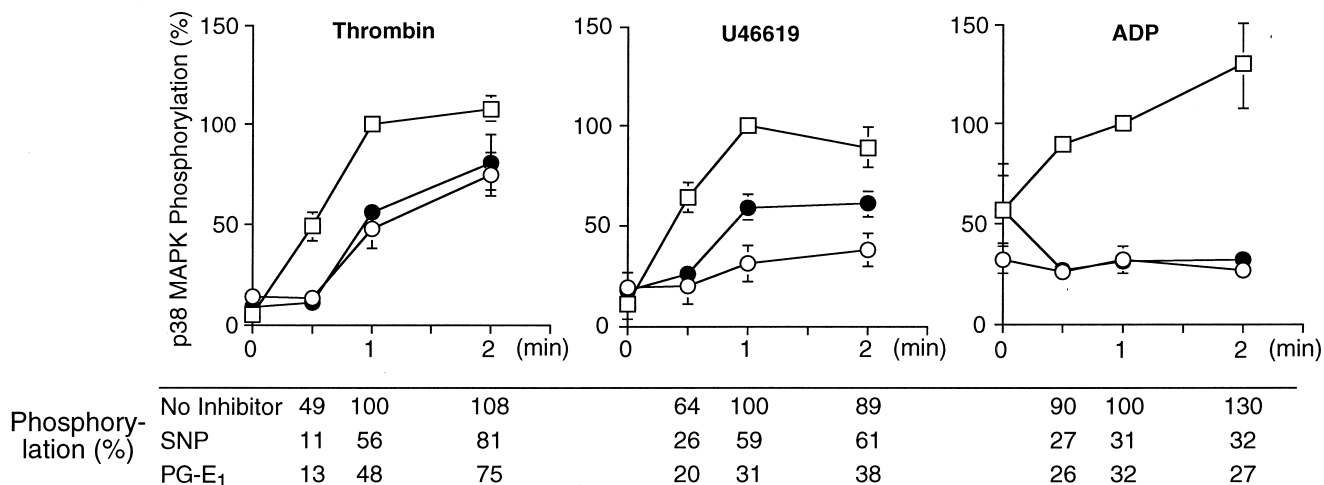 Thrombin U46619 ADP
p38 MAPK Phosphorylation (%)
150 150 150
100 100 100
50 50 50
0 0 0
0 1 2 (min) 0 1 2 (min) 0 1 2 (min)
Phosphory-
lation (%)
No Inhibitor 49 100 108 64 100 89 90 100 130
SNP 11 56 81 26 59 61 27 31 32
PG-E1 13 48 75 20 31 38 26 32 27